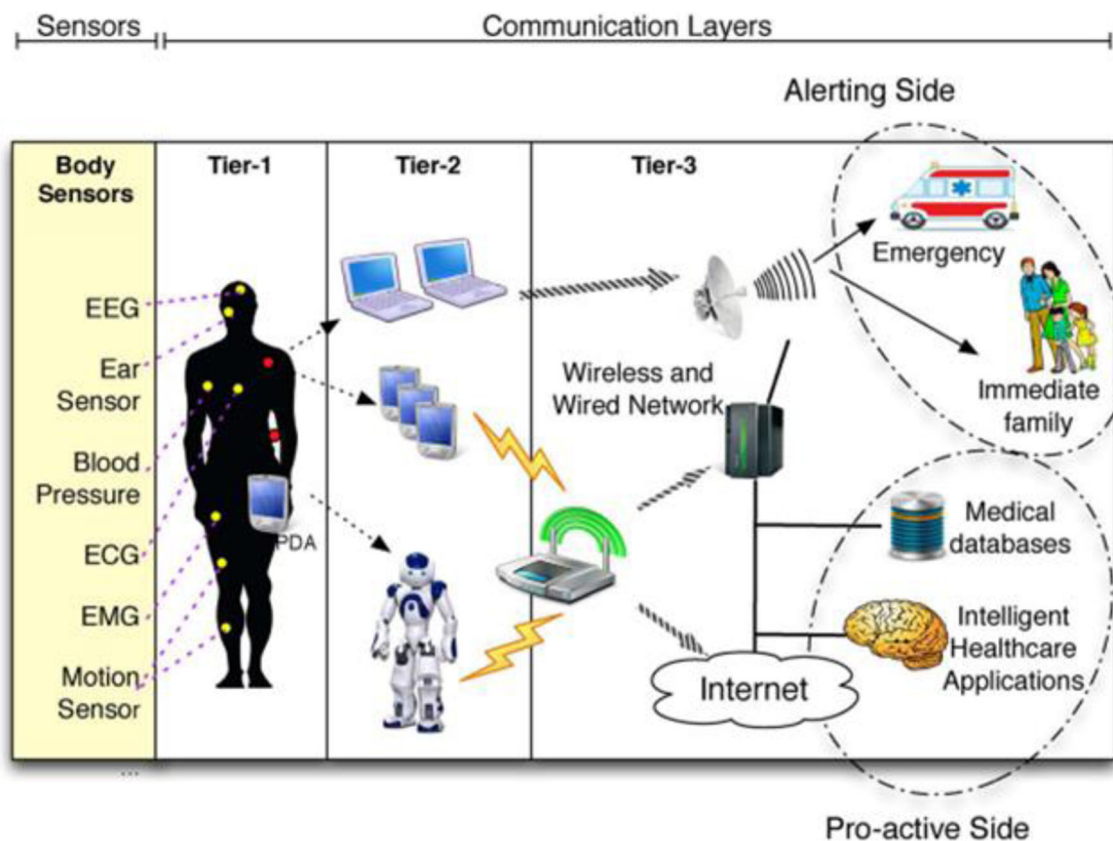 Sensors
Communication Layers
Alerting Side
Body
Sensors
Tier-1
Tier-2
Tier-3
EEG
Ear
Sensor
Blood
Pressure
ECG
EMG
Motion
Sensor
...
PDA
Wireless and
Wired Network
Emergency
Immediate
family
Medical
databases
Intelligent
Healthcare
Applications
Internet
Pro-active Side